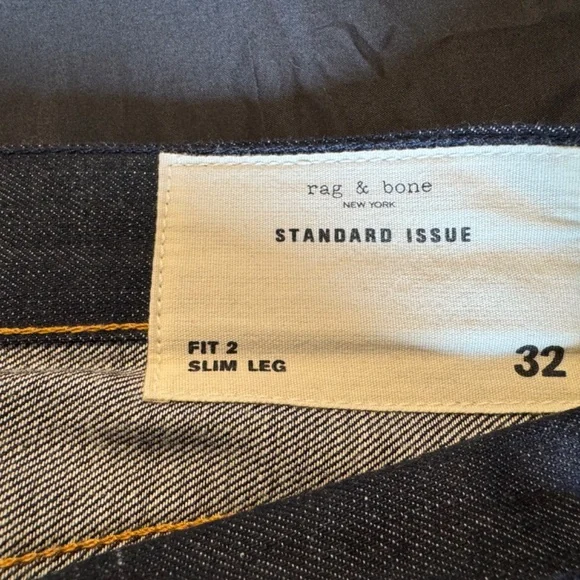 rag & bone
NEW YORK
STANDARD ISSUE
FIT 2
SLIM LEG
32